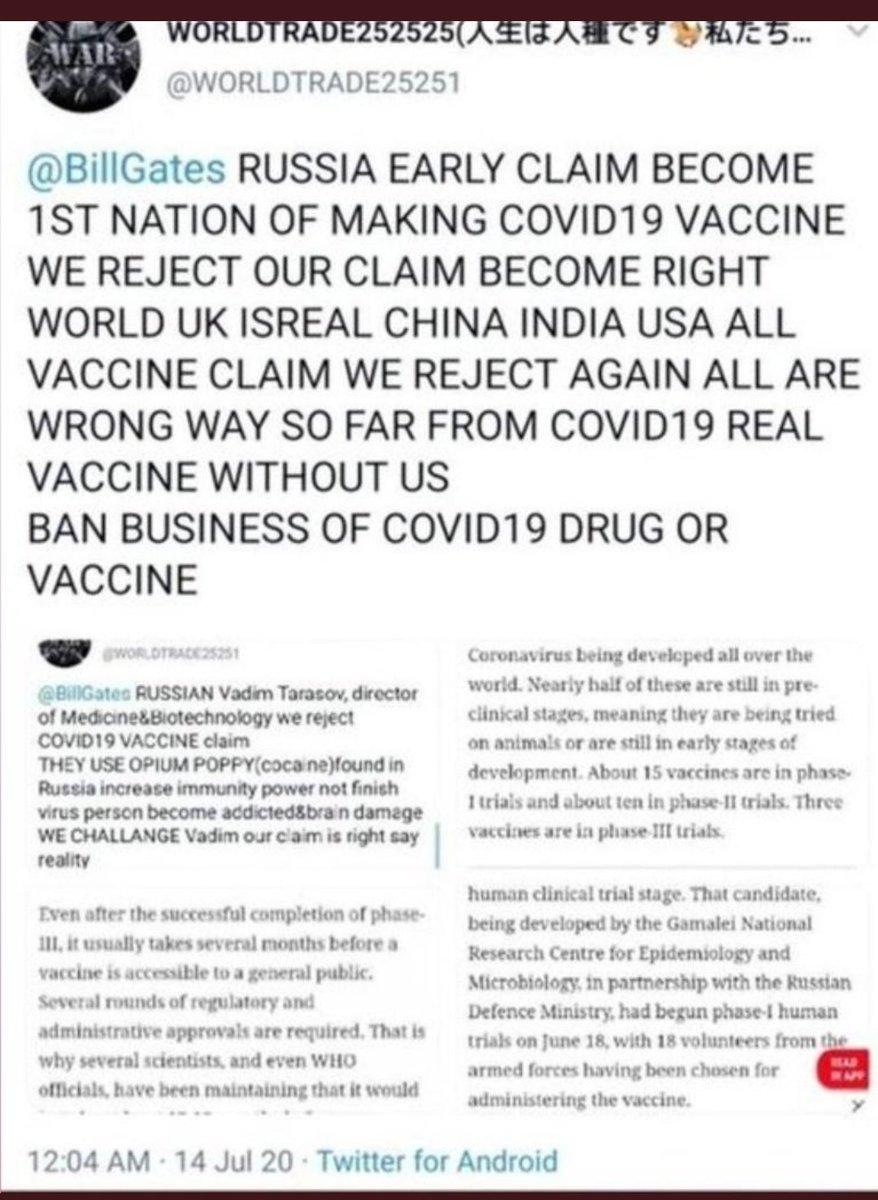 WAR
WORLDTRADE252525(人生は人種です🐏私たち...
@WORLDTRADE25251
@BillGates RUSSIA EARLY CLAIM BECOME
1ST NATION OF MAKING COVID19 VACCINE
WE REJECT OUR CLAIM BECOME RIGHT
WORLD UK ISREAL CHINA INDIA USA ALL
VACCINE CLAIM WE REJECT AGAIN ALL ARE
WRONG WAY SO FAR FROM COVID19 REAL
VACCINE WITHOUT US
BAN BUSINESS OF COVID19 DRUG OR
VACCINE
@WORLDTRADE25251
@BillGates RUSSIAN Vadim Tarasov, director
of Medicine&Biotechnology we reject
COVID19 VACCINE claim
THEY USE OPIUM POPPY(cocaine)found in
Russia increase immunity power not finish
virus person become addicted&brain damage
WE CHALLANGE Vadim our claim is right say
reality
Even after the successful completion of phase-
III, it usually takes several months before a
vaccine is accessible to a general public.
Several rounds of regulatory and
administrative approvals are required. That is
why several scientists, and even WHO
officials, have been maintaining that it would
Coronavirus being developed all over the
world. Nearly half of these are still in pre-
clinical stages, meaning they are being tried
on animals or are still in early stages of
development. About 15 vaccines are in phase-
I trials and about ten in phase-II trials. Three
vaccines are in phase-III trials.
human clinical trial stage. That candidate,
being developed by the Gamalei National
Research Centre for Epidemiology and
Microbiology, in partnership with the Russian
Defence Ministry, had begun phase-I human
trials on June 18, with 18 volunteers from the
armed forces having been chosen for
administering the vaccine.
READ
IN APP
12:04 AM · 14 Jul 20 · Twitter for Android